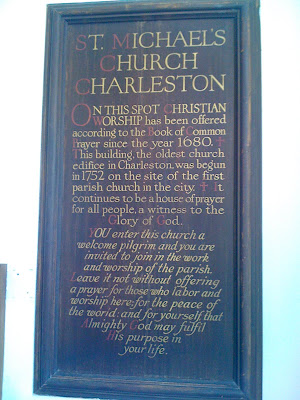 ST. MICHAEL'S
CHURCH
CHARLESTON
ON THIS SPOT CHRISTIAN
WORSHIP has been offered
according to the Book of Common
Prayer since the year 1680. ✝
This building, the oldest church
edifice in Charleston, was begun
in 1752 on the site of the first
parish church in the city. ✝ It
continues to be a house of prayer
for all people, a witness to the
Glory of God.
YOU enter this church a
welcome pilgrim and you are
invited to join in the work
and worship of the parish.
Leave it not without offering
a prayer for those who labor and
worship here: for the peace of
the world: and for yourself, that
Almighty God may fulfil
His purpose in
your life.